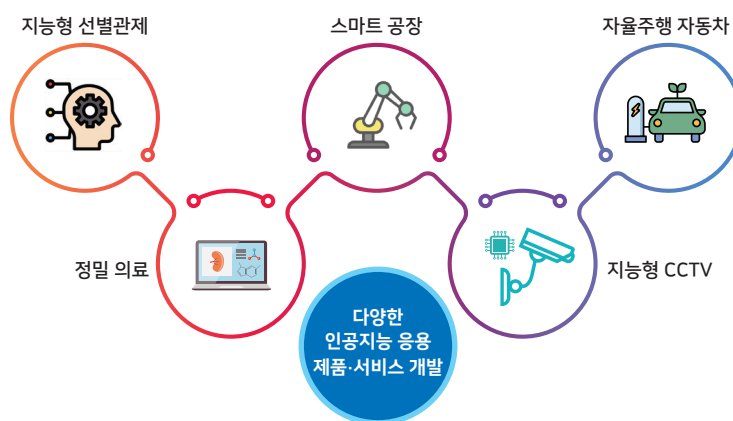 지능형 선별관제
스마트 공장
자율주행 자동차
정밀 의료
지능형 CCTV
다양한
인공지능 응용
제품·서비스 개발